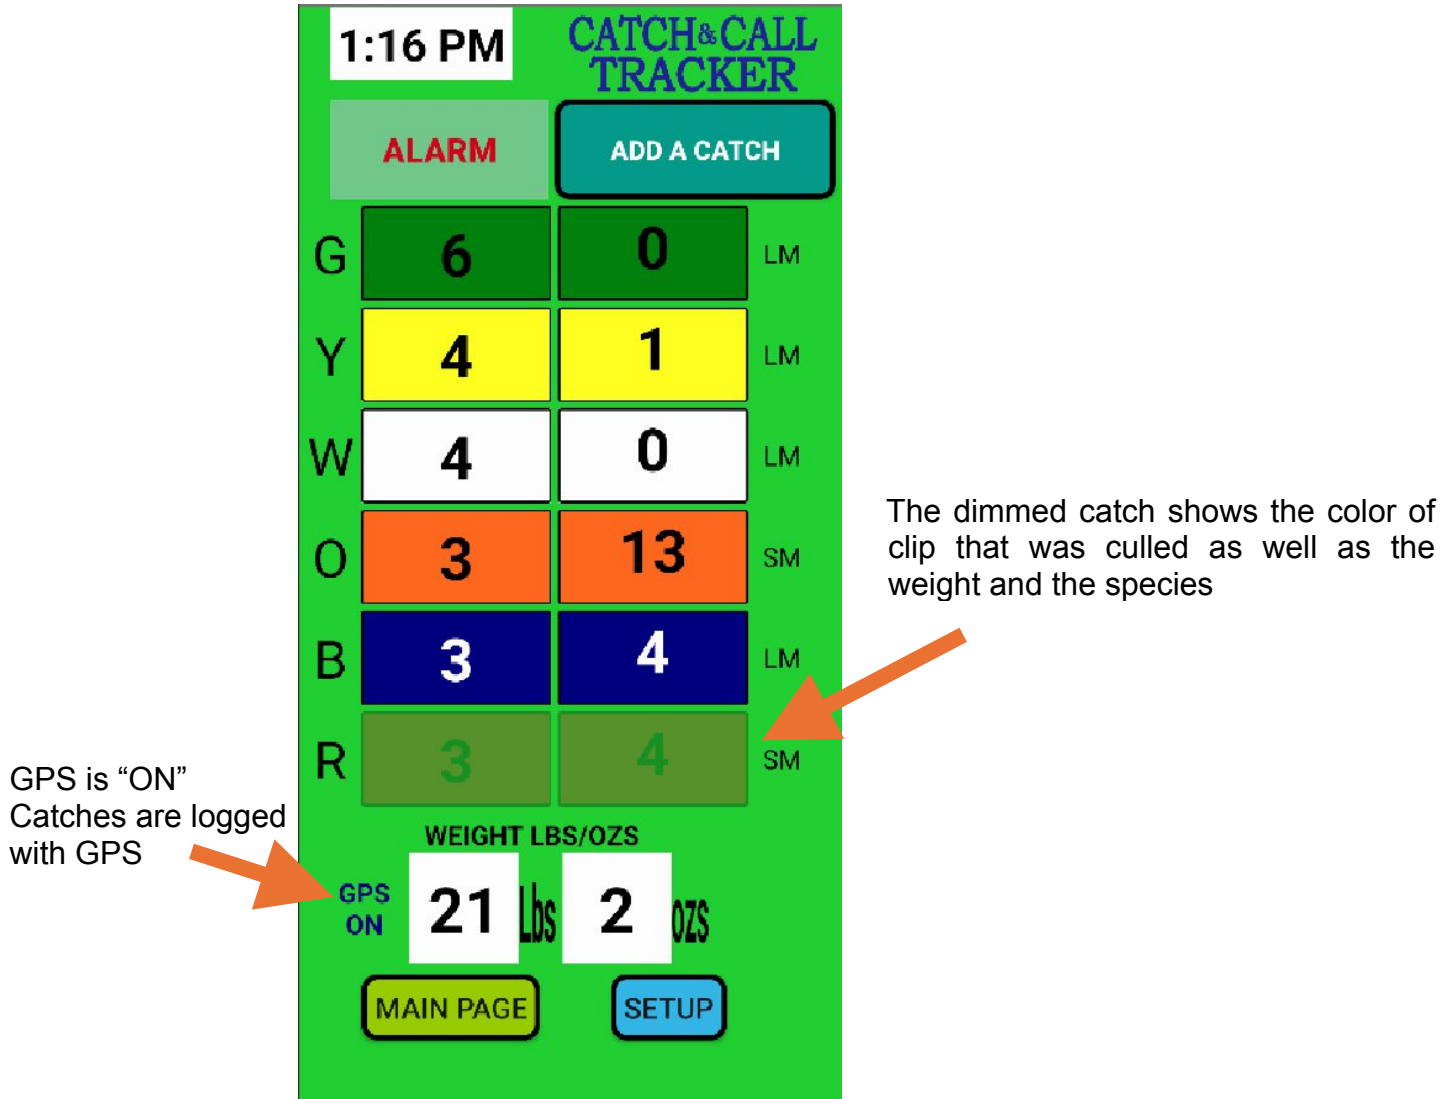 1:16 PM
CATCH&CALL
TRACKER
ALARM
ADD A CATCH
G 6 0 LM
Y 4 1 LM
W 4 0 LM
O 3 13 SM
B 3 4 LM
R 3 4 SM
The dimmed catch shows the color of
clip that was culled as well as the
weight and the species
GPS is “ON”
Catches are logged
with GPS
WEIGHT LBS/OZS
GPS
ON
21 Lbs 2 ozs
MAIN PAGE
SETUP